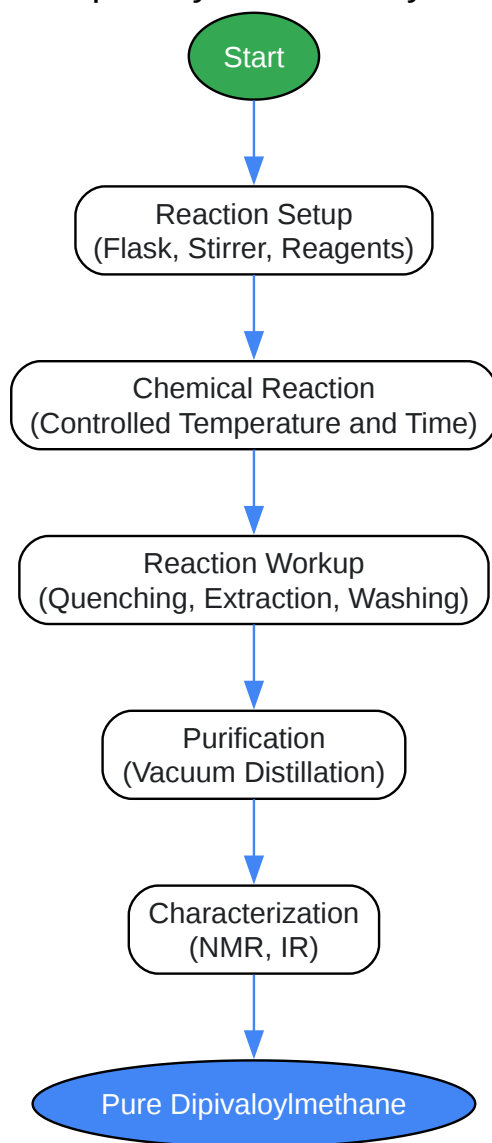 Start
Reaction Setup
(Flask, Stirrer, Reagents)
Chemical Reaction
(Controlled Temperature and Time)
Reaction Workup
(Quenching, Extraction, Washing)
Purification
(Vacuum Distillation)
Characterization
(NMR, IR)
Pure Dipivaloylmethane